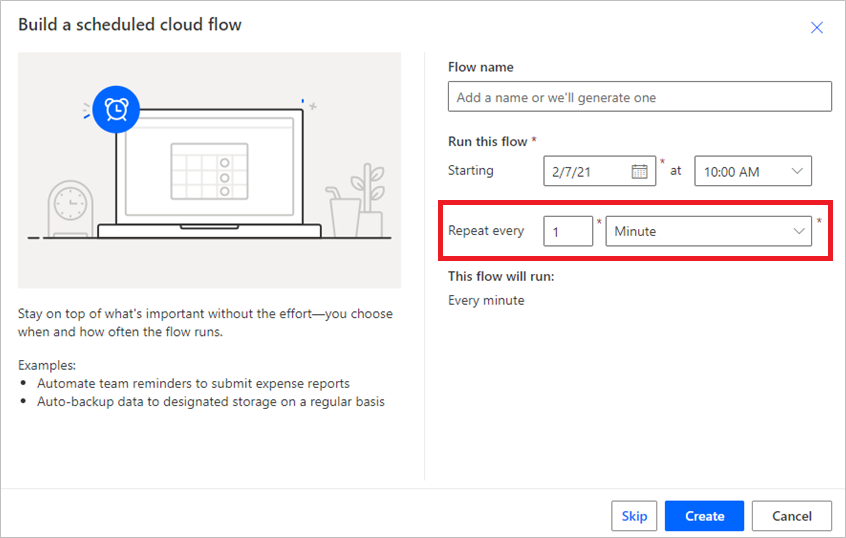 Build a scheduled cloud flow
Stay on top of what's important without the effort—you choose
when and how often the flow runs.
Examples:
• Automate team reminders to submit expense reports
• Auto-backup data to designated storage on a regular basis
Flow name
Add a name or we'll generate one
Run this flow *
Starting 2/7/21 * at 10:00 AM
Repeat every 1 * Minute *
This flow will run:
Every minute
Skip Create Cancel